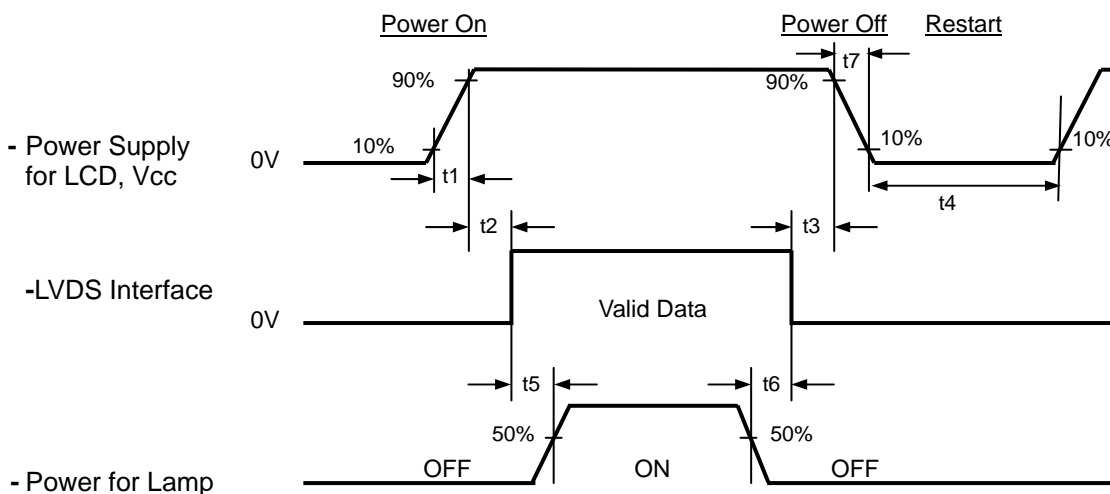 Power On Power Off Restart
t7
90% 90%
- Power Supply
for LCD, Vcc
0V 10% 10% 10%
t1 t4
t2 t3
-LVDS Interface
0V Valid Data
t5 t6
50% 50%
- Power for Lamp OFF ON OFF